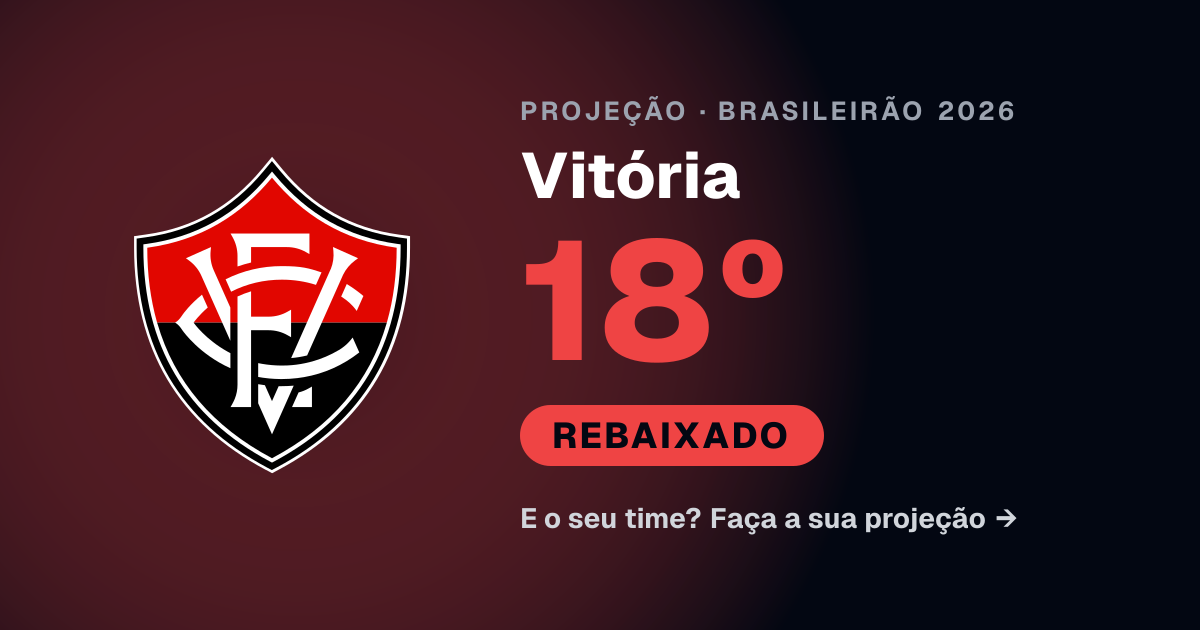 PROJEÇÃO · BRASILEIRÃO 2026
Vitória
18º
REBAIXADO
E o seu time? Faça a sua projeção →